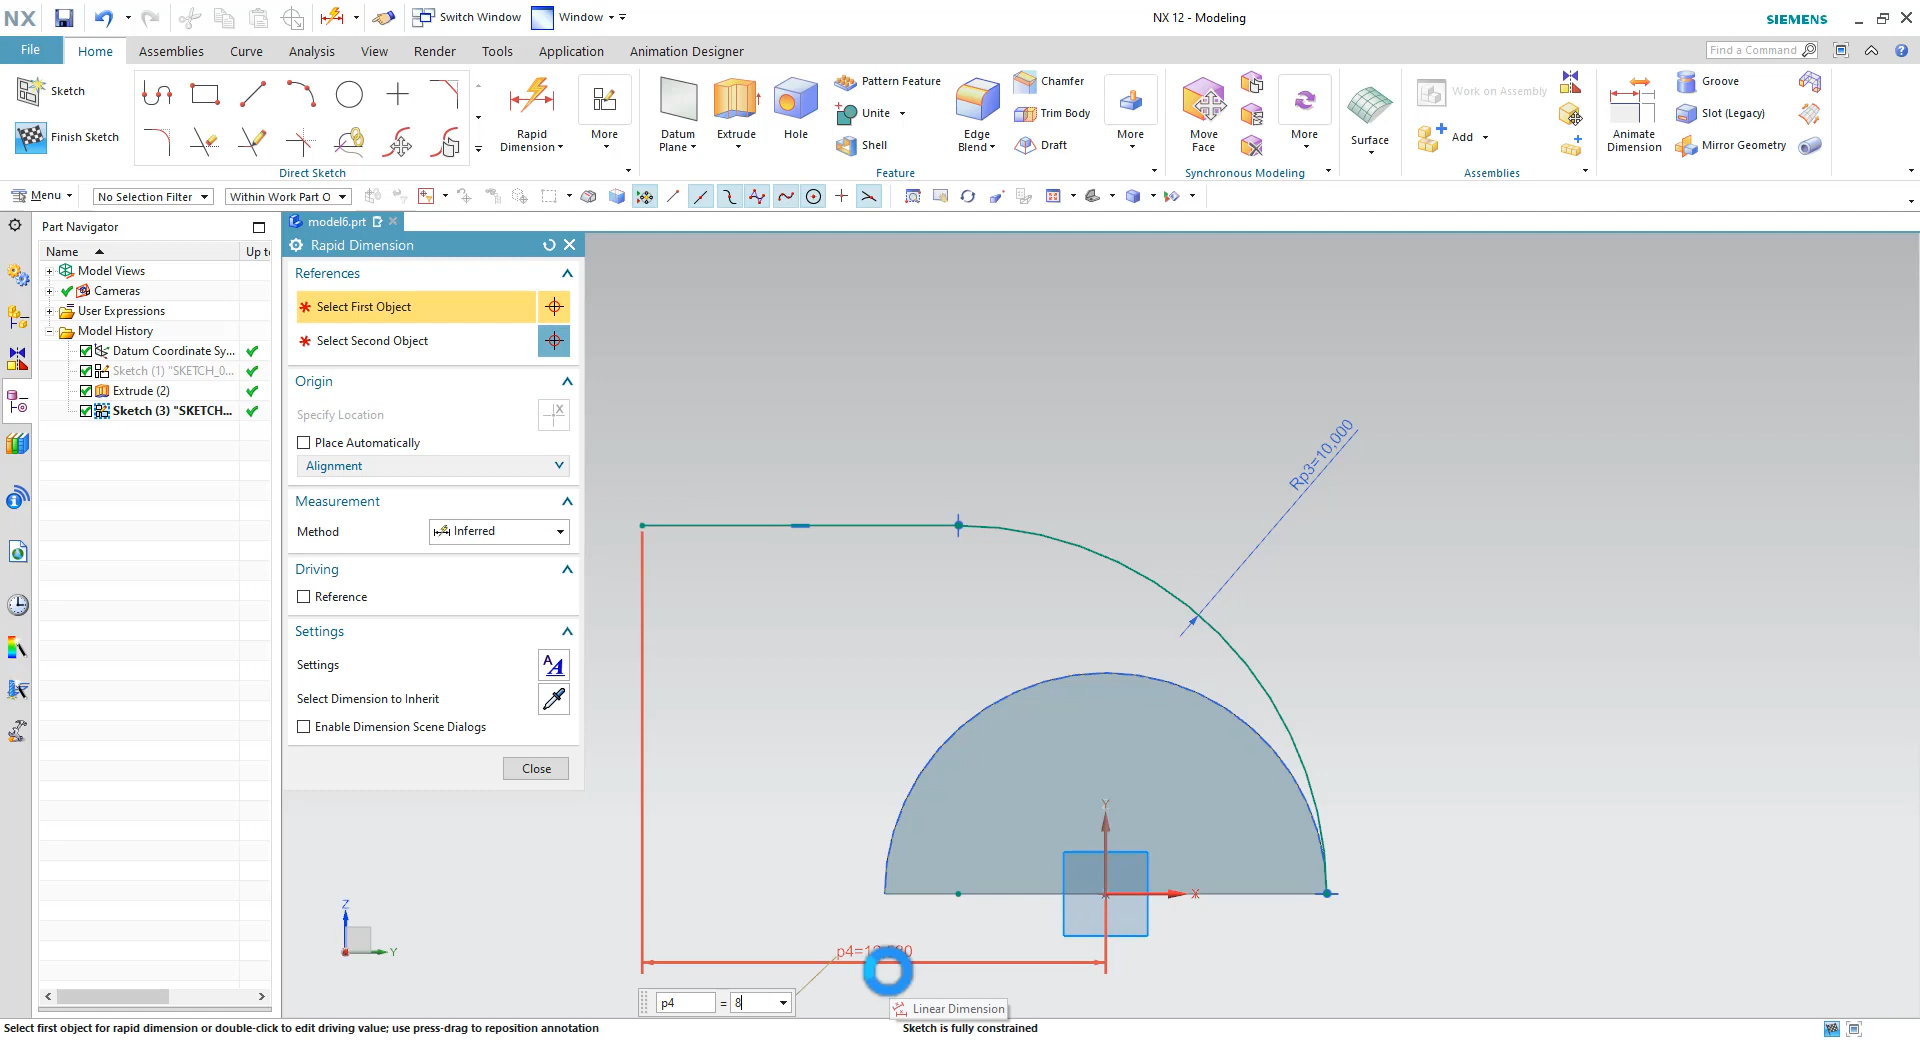 NX
Switch Window
Window
NX 12 - Modeling
SIEMENS
File
Home
Assemblies
Curve
Analysis
View
Render
Tools
Application
Animation Designer
Find a Command
Sketch
Finish Sketch
Rapid
Dimension
More
Datum
Plane
Extrude
Hole
Pattern Feature
Unite
Shell
Edge
Blend
Chamfer
Trim Body
Draft
More
Move
Face
More
Surface
Work on Assembly
Add
Animate
Dimension
Groove
Slot (Legacy)
Mirror Geometry
Direct Sketch
Feature
Synchronous Modeling
Assemblies
Menu
No Selection Filter
Within Work Part O
Part Navigator
Name
Up t
Model Views
Cameras
User Expressions
Model History
Datum Coordinate Sy...
Sketch (1) "SKETCH_0...
Extrude (2)
Sketch (3) "SKETCH...
model6.prt
Rapid Dimension
References
* Select First Object
* Select Second Object
Origin
Specify Location
Place Automatically
Alignment
Measurement
Method
Inferred
Driving
Reference
Settings
Settings
Select Dimension to Inherit
Enable Dimension Scene Dialogs
Close
Rp3=10,000
Y
X
Z
Y
p4 = 8
Linear Dimension
Select first object for rapid dimension or double-click to edit driving value; use press-drag to reposition annotation
Sketch is fully constrained